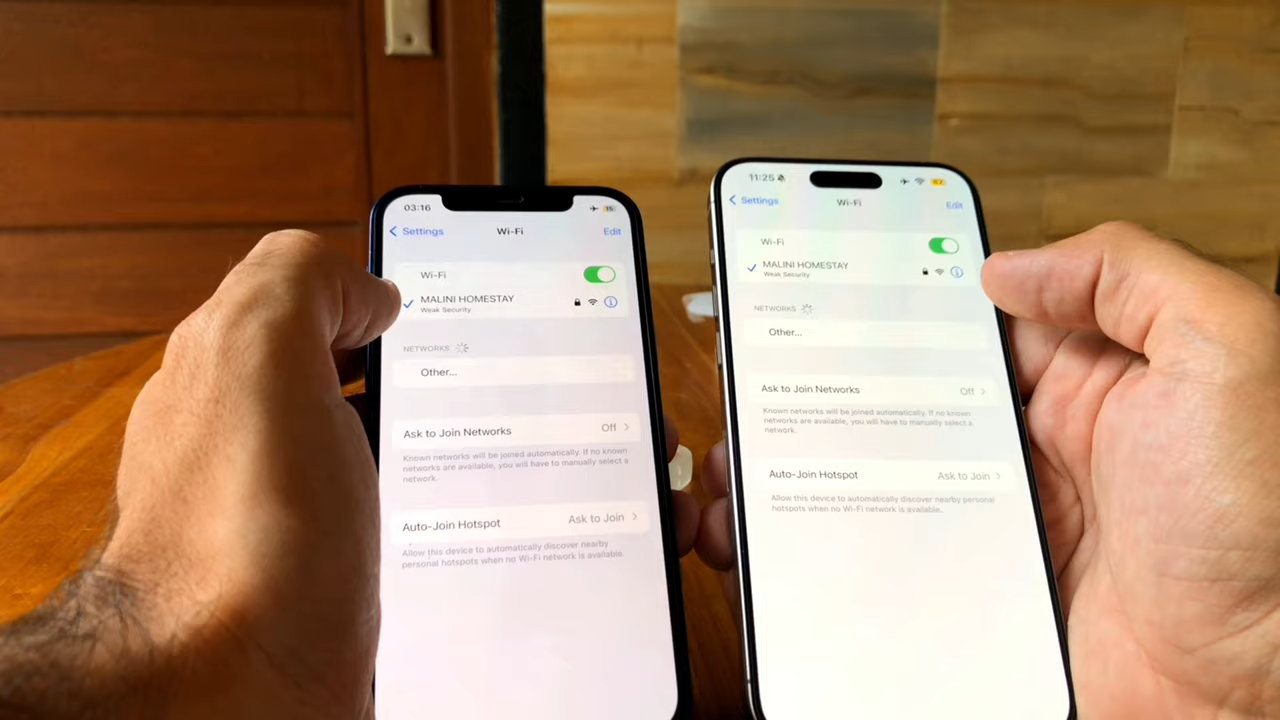 03:16
15
Settings
Wi-Fi
Edit
Wi-Fi
MALINI HOMESTAY
Weak Security
NETWORKS
Other...
Ask to Join Networks
Off
Known networks will be joined automatically. If no known
networks are available, you will have to manually select a
network.
Auto-Join Hotspot
Ask to Join
Allow this device to automatically discover nearby
personal hotspots when no Wi-Fi network is available.
11:25
62
Settings
Wi-Fi
Edit
Wi-Fi
MALINI HOMESTAY
Weak Security
NETWORKS
Other...
Ask to Join Networks
Off
Known networks will be joined automatically. If no known
networks are available, you will have to manually select a
network.
Auto-Join Hotspot
Ask to Join
Allow this device to automatically discover nearby personal
hotspots when no Wi-Fi network is available.